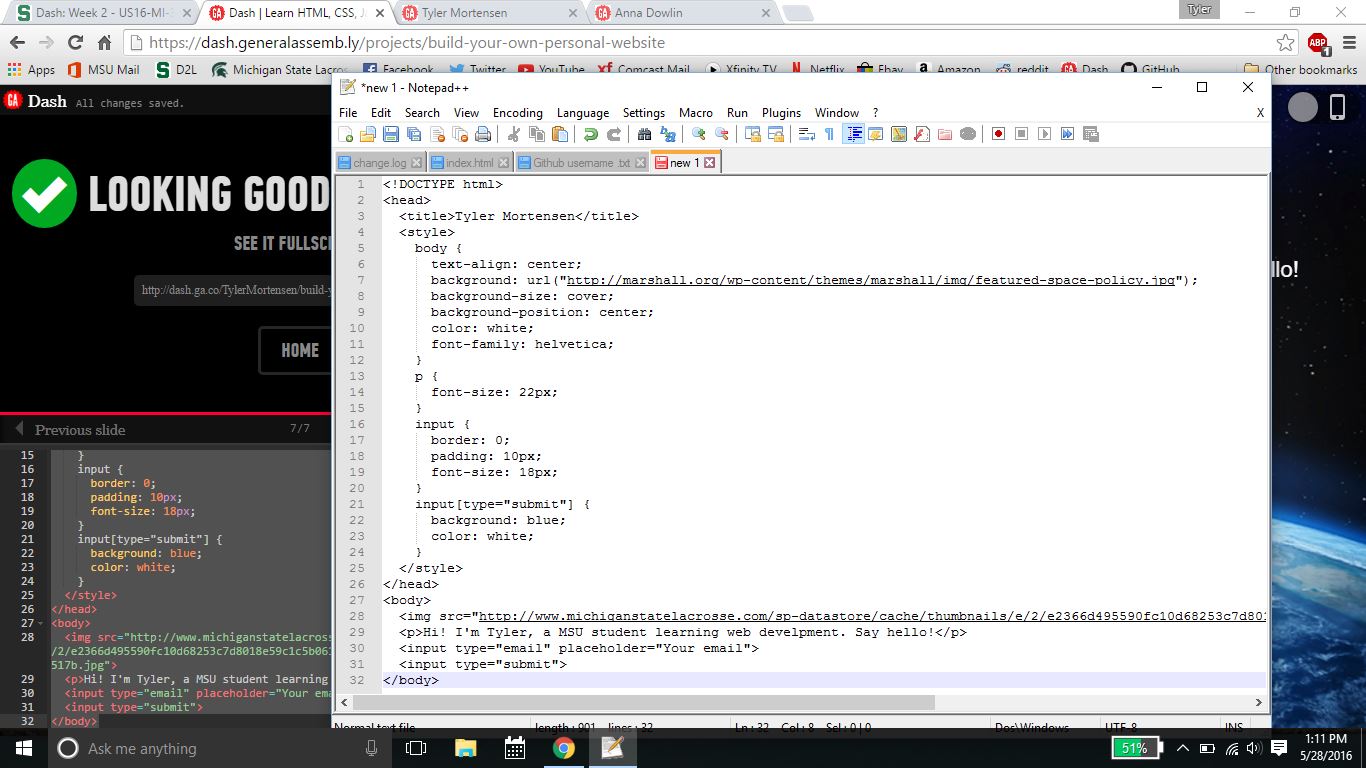 Dash: Week 2 - US16-MI-
Dash | Learn HTML, CSS, J
Tyler Mortensen
Anna Dowlin
Tyler
https://dash.generalassemb.ly/projects/build-your-own-personal-website
ABP
1
Apps
MSU Mail
D2L
Michigan State Lacros
Facebook
Twitter
YouTube
Comcast Mail
Xfinity TV
Netflix
Ebay
Amazon
reddit
Dash
GitHub
Other bookmarks
GA Dash All changes saved.
LOOKING GOOD
SEE IT FULLSC
http://dash.ga.co/TylerMortensen/build-y
HOME
Previous slide 7/7
15 }
16 input {
17 border: 0;
18 padding: 10px;
19 font-size: 18px;
20 }
21 input[type="submit"] {
22 background: blue;
23 color: white;
24 }
25 </style>
26 </head>
27 <body>
28 <img src="http://www.michiganstatelacross
/2/e2366d495590fc10d68253c7d8018e59c1c5b061
517b.jpg">
29 <p>Hi! I'm Tyler, a MSU student learning
30 <input type="email" placeholder="Your ema
31 <input type="submit">
32 </body>
*new 1 - Notepad++
File Edit Search View Encoding Language Settings Macro Run Plugins Window ? X
change.log index.html Github username .txt new 1
1 <!DOCTYPE html>
2 <head>
3 <title>Tyler Mortensen</title>
4 <style>
5 body {
6 text-align: center;
7 background: url("http://marshall.org/wp-content/themes/marshall/img/featured-space-policy.jpg");
8 background-size: cover;
9 background-position: center;
10 color: white;
11 font-family: helvetica;
12 }
13 p {
14 font-size: 22px;
15 }
16 input {
17 border: 0;
18 padding: 10px;
19 font-size: 18px;
20 }
21 input[type="submit"] {
22 background: blue;
23 color: white;
24 }
25 </style>
26 </head>
27 <body>
28 <img src="http://www.michiganstatelacrosse.com/sp-datastore/cache/thumbnails/e/2/e2366d495590fc10d68253c7d801
29 <p>Hi! I'm Tyler, a MSU student learning web develpment. Say hello!</p>
30 <input type="email" placeholder="Your email">
31 <input type="submit">
32 </body>
Normal text file length : 901 lines : 32 Ln : 32 Col : 8 Sel : 0 | 0 Dos\Windows UTF-8 INS
llo!
Ask me anything
51%
1:11 PM
5/28/2016